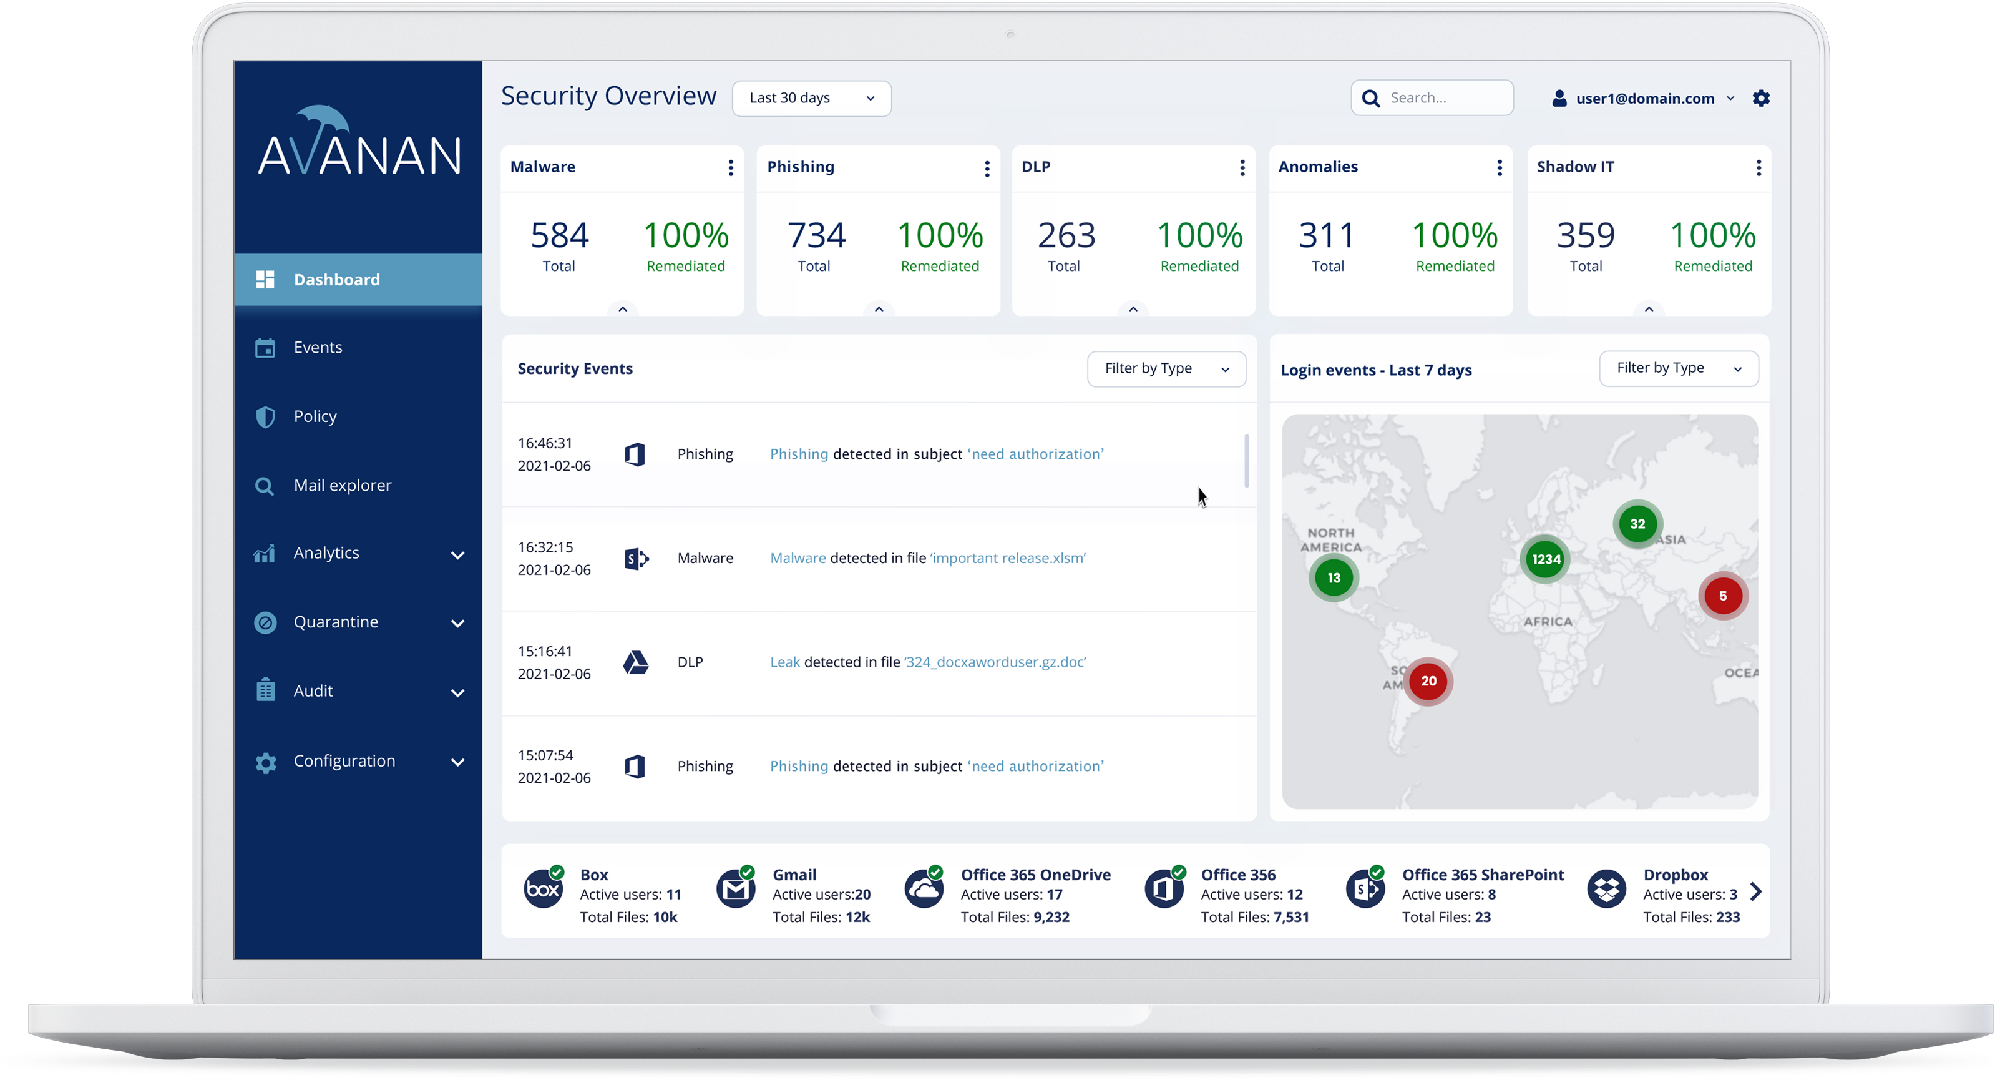 AVANAN
Dashboard
Events
Policy
Mail explorer
Analytics
Quarantine
Audit
Configuration
Security Overview
Last 30 days
Search...
user1@domain.com
Malware
584
Total
100%
Remediated
Phishing
734
Total
100%
Remediated
DLP
263
Total
100%
Remediated
Anomalies
311
Total
100%
Remediated
Shadow IT
359
Total
100%
Remediated
Security Events
Filter by Type
16:46:31
2021-02-06
Phishing
Phishing detected in subject ‘need authorization’
16:32:15
2021-02-06
Malware
Malware detected in file ‘important release.xlsm’
15:16:41
2021-02-06
DLP
Leak detected in file ‘324_docxaworduser.gz.doc’
15:07:54
2021-02-06
Phishing
Phishing detected in subject ‘need authorization’
Login events - Last 7 days
Filter by Type
NORTH
AMERICA
13
32
ASIA
1234
5
AFRICA
SO
AM
20
OCEA
box
Box
Active users: 11
Total Files: 10k
Gmail
Active users:20
Total Files: 12k
Office 365 OneDrive
Active users: 17
Total Files: 9,232
Office 356
Active users: 12
Total Files: 7,531
S
Office 365 SharePoint
Active users: 8
Total Files: 23
Dropbox
Active users: 3
Total Files: 233